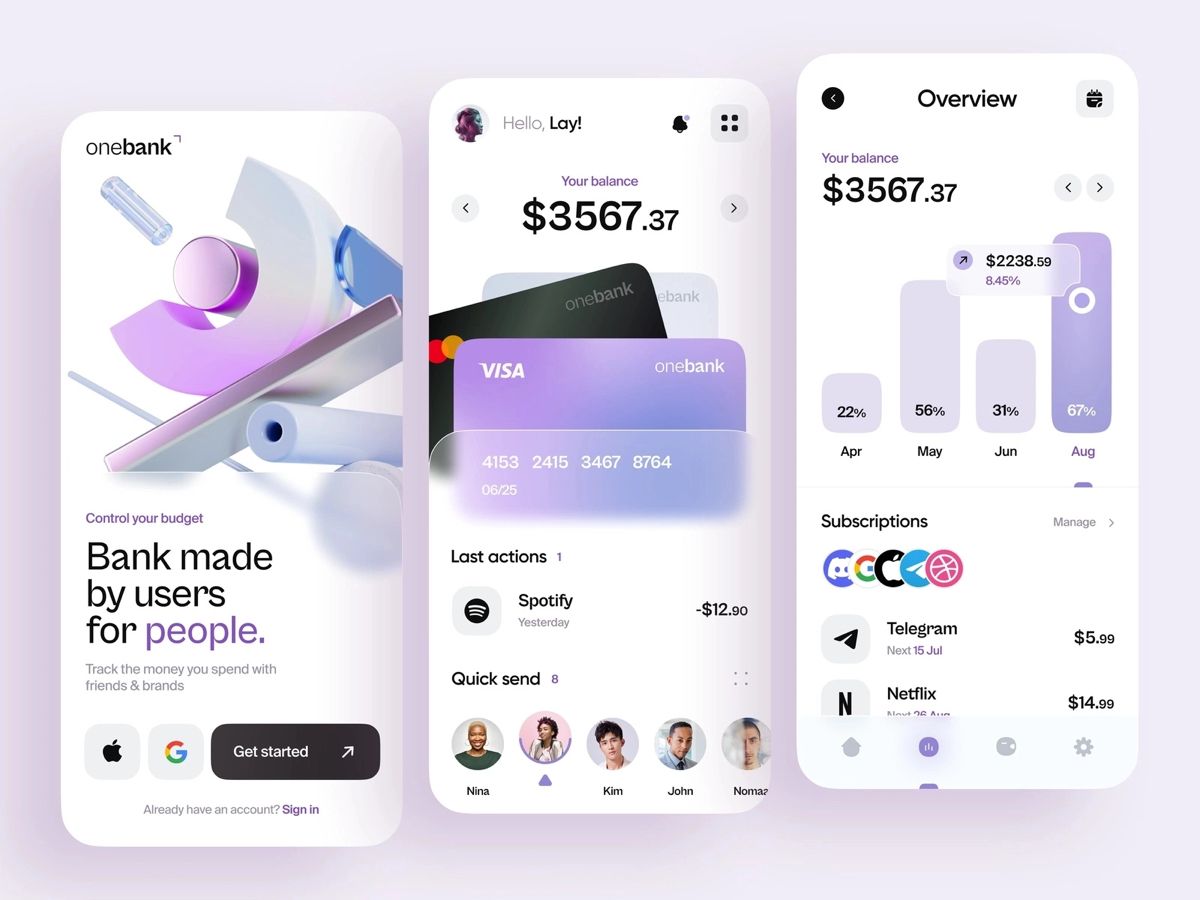 onebank
Control your budget
Bank made
by users
for people.
Track the money you spend with
friends & brands
Get started
Already have an account? Sign in
Hello, Lay!
Your balance
$3567.37
ebank
onebank
VISA
onebank
4153 2415 3467 8764
06/25
Last actions 1
Spotify
Yesterday
-$12.90
Quick send 8
Nina
Kim
John
Nomaa
Overview
Your balance
$3567.37
$2238.59
8.45%
22%
56%
31%
67%
Apr
May
Jun
Aug
Subscriptions
Manage
Telegram
Next 15 Jul
$5.99
N
Netflix
Next 26 Aug
$14.99